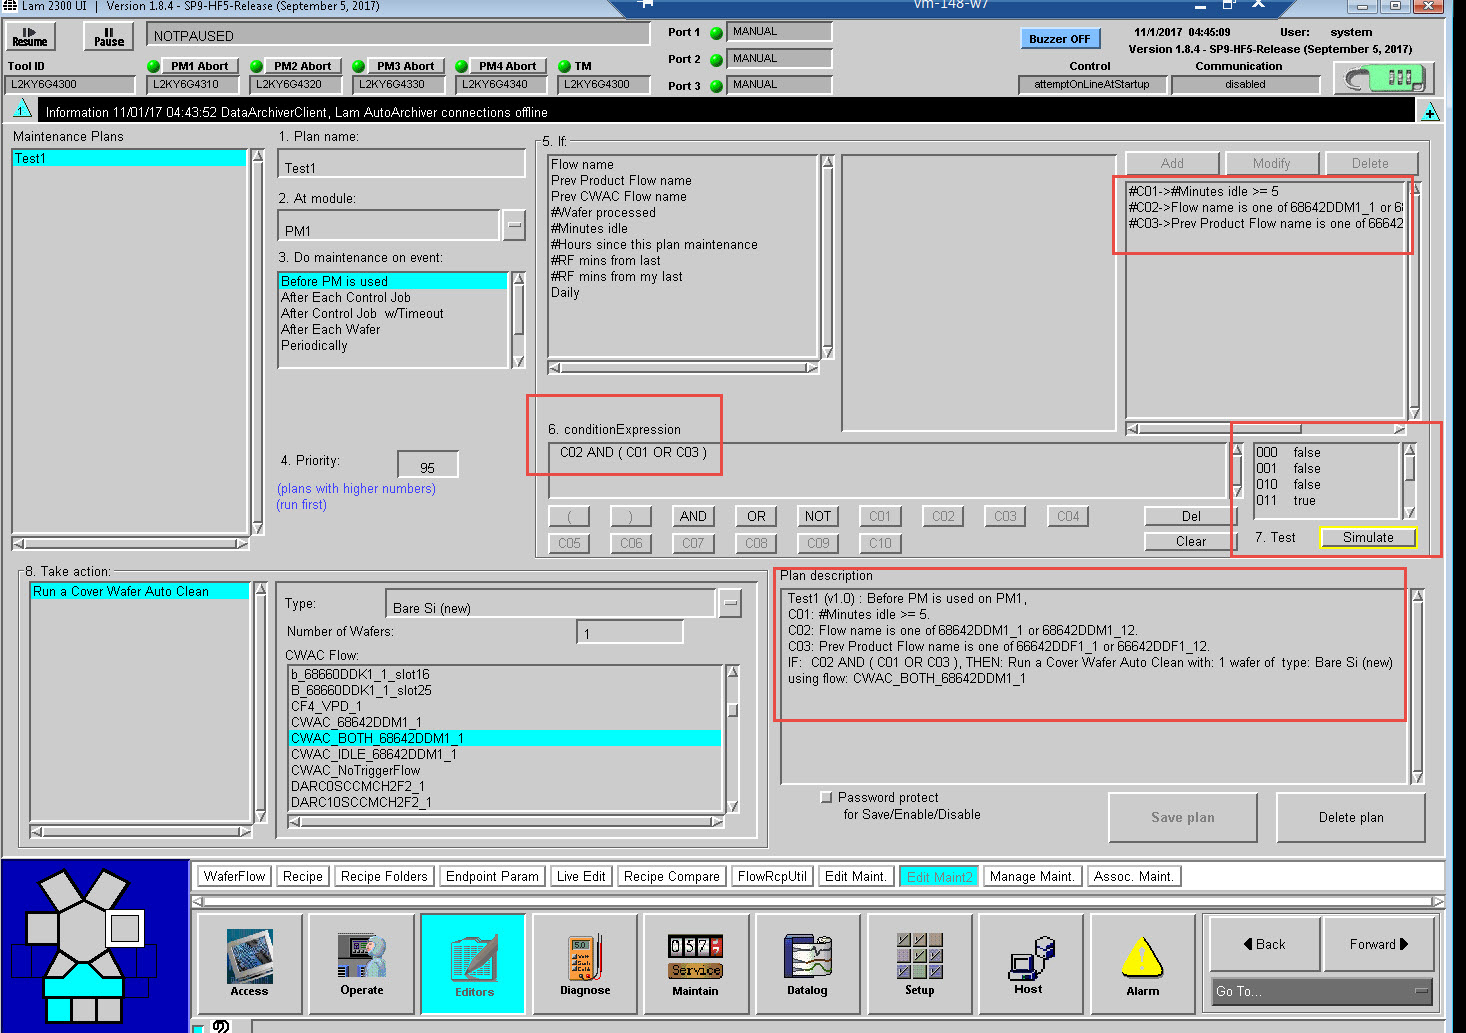 Lam 2300 UI | Version 1.8.4 - SP9-HF5-Release (September 5, 2017)
vm-148-w7
Resume
Pause
NOTPAUSED
Port 1 MANUAL
Port 2 MANUAL
Port 3 MANUAL
Buzzer OFF
11/1/2017 04:45:09 User: system
Version 1.8.4 - SP9-HF5-Release (September 5, 2017)
Tool ID PM1 Abort PM2 Abort PM3 Abort PM4 Abort TM
L2KY6G4300 L2KY6G4310 L2KY6G4320 L2KY6G4330 L2KY6G4340 L2KY6G4300
Control Communication
attemptOnLineAtStartup disabled
1 Information 11/01/17 04:43:52 DataArchiverClient, Lam AutoArchiver connections offline
Maintenance Plans
Test1
1. Plan name:
Test1
2. At module:
PM1
3. Do maintenance on event:
Before PM is used
After Each Control Job
After Control Job w/Timeout
After Each Wafer
Periodically
4. Priority: 95
(plans with higher numbers)
(run first)
5. If:
Flow name
Prev Product Flow name
Prev CWAC Flow name
#Wafer processed
#Minutes idle
#Hours since this plan maintenance
#RF mins from last
#RF mins from my last
Daily
Add Modify Delete
#C01->#Minutes idle >= 5
#C02->Flow name is one of 68642DDM1_1 or 68
#C03->Prev Product Flow name is one of 66642
6. conditionExpression
C02 AND ( C01 OR C03 )
( ) AND OR NOT C01 C02 C03 C04 Del
C05 C06 C07 C08 C09 C10 Clear
000 false
001 false
010 false
011 true
7. Test Simulate
8. Take action:
Run a Cover Wafer Auto Clean
Type: Bare Si (new)
Number of Wafers: 1
CWAC Flow:
b_68660DDK1_1_slot16
B_68660DDK1_1_slot25
CF4_VPD_1
CWAC_68642DDM1_1
CWAC_BOTH_68642DDM1_1
CWAC_IDLE_68642DDM1_1
CWAC_NoTriggerFlow
DARC0SCCMCH2F2_1
DARC10SCCMCH2F2_1
Plan description
Test1 (v1.0) : Before PM is used on PM1,
C01: #Minutes idle >= 5.
C02: Flow name is one of 68642DDM1_1 or 68642DDM1_12.
C03: Prev Product Flow name is one of 66642DDF1_1 or 66642DDF1_12.
IF: C02 AND ( C01 OR C03 ), THEN: Run a Cover Wafer Auto Clean with: 1 wafer of type: Bare Si (new)
using flow: CWAC_BOTH_68642DDM1_1
Password protect
for Save/Enable/Disable
Save plan Delete plan
WaferFlow Recipe Recipe Folders Endpoint Param Live Edit Recipe Compare FlowRcpUtil Edit Maint. Edit Maint2 Manage Maint. Assoc. Maint.
Access Operate Editors Diagnose Maintain Datalog Setup Host Alarm
5.0
Service
Back Forward
Go To...